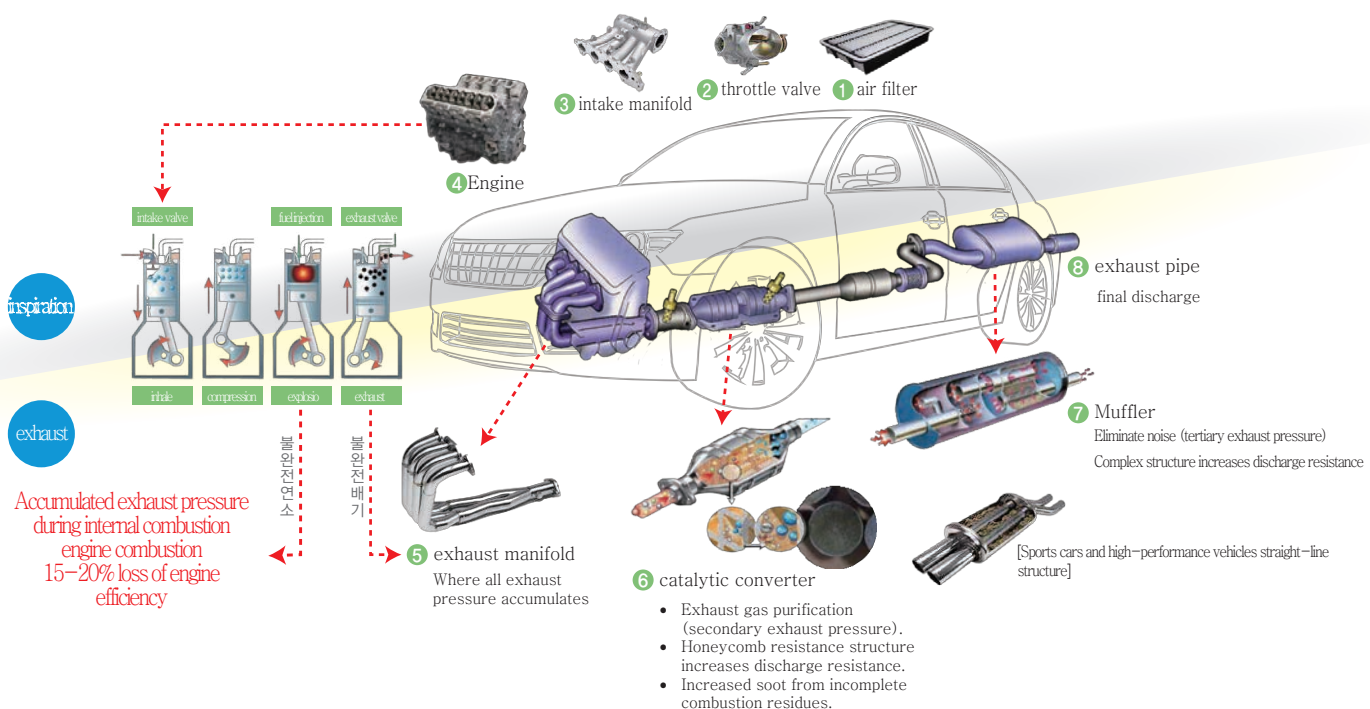 3 intake manifold
2 throttle valve
1 air filter
4 Engine
intake valve
fuel injection
exhaust valve
inspiration
inhale
compression
explosio
exhaust
exhaust
불완전연소
불완전배기
Accumulated exhaust pressure
during internal combustion
engine combustion
15-20% loss of engine
efficiency
5 exhaust manifold
Where all exhaust
pressure accumulates
6 catalytic converter
• Exhaust gas purification
(secondary exhaust pressure).
• Honeycomb resistance structure
increases discharge resistance.
• Increased soot from incomplete
combustion residues.
8 exhaust pipe
final discharge
7 Muffler
Eliminate noise (tertiary exhaust pressure)
Complex structure increases discharge resistance
[Sports cars and high-performance vehicles straight-line
structure]